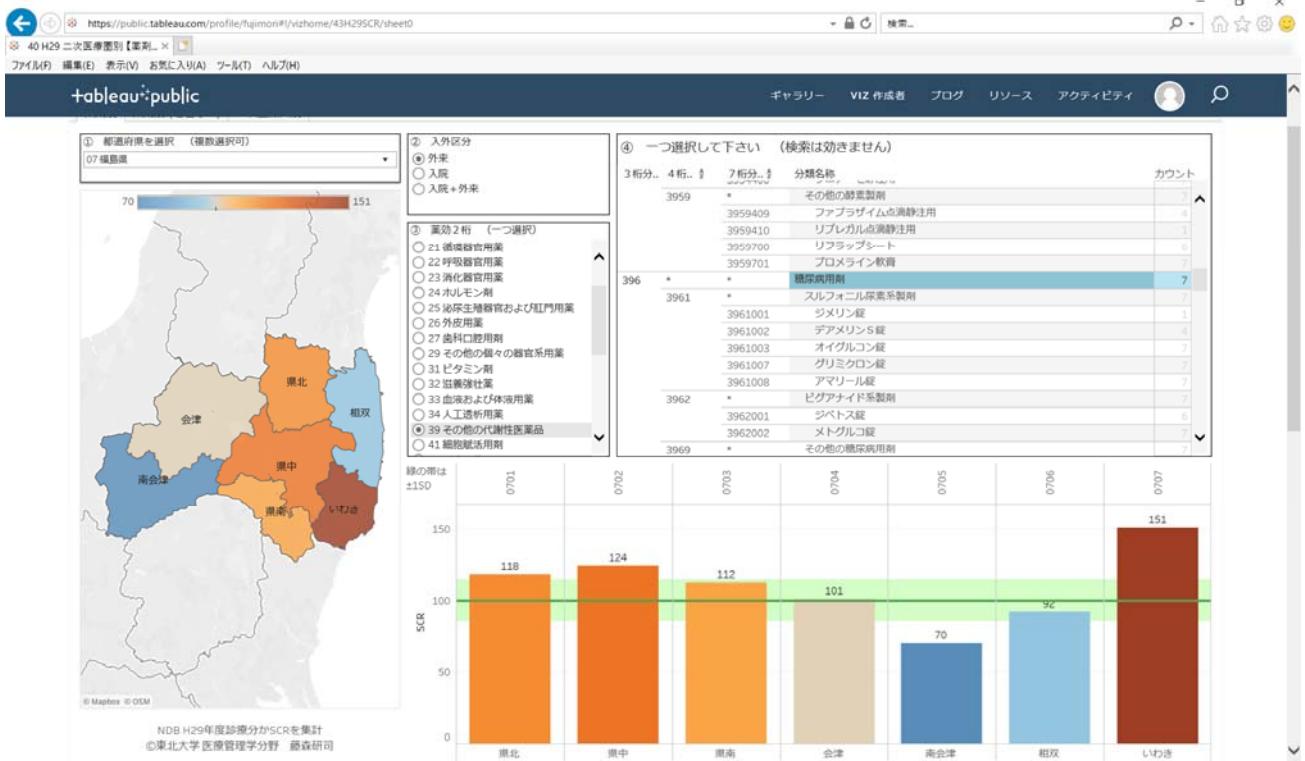 https://public.tableau.com/profile/fujimori#!/vizhome/43H29SCR/sheet0
検索...
40 H29 二次医療圏別【薬剤...
ファイル(F) 編集(E) 表示(V) お気に入り(A) ツール(T) ヘルプ(H)
+ableau public
ギャラリー VIZ 作成者 ブログ リソース アクティビティ
① 都道府県を選択 (複数選択可)
07 福島県
70 151
県北
会津
相双
県中
南会津
県南
いわき
© Mapbox © OSM
NDB H29年度診療分かSCRを集計
©東北大学 医療管理学分野 藤森研司
② 入外区分
外来
入院
入院+外来
③ 薬効2桁 (一つ選択)
21 循環器官用薬
22 呼吸器官用薬
23 消化器官用薬
24 ホルモン剤
25 泌尿生殖器官および肛門用薬
26 外皮用薬
27 歯科口腔用剤
29 その他の個々の器官系用薬
31 ビタミン剤
32 滋養強壮薬
33 血液および体液用薬
34 人工透析用薬
39 その他の代謝性医薬品
41 細胞賦活用剤
④ 一つ選択して下さい (検索は効きません)
3桁分.. 4桁.. 7桁分.. 分類名称 カウント
3959 * その他の酵素製剤 7
3959409 ファブラザイム点滴静注用 4
3959410 リプレガル点滴静注用 1
3959700 リフラップシート 6
3959701 ブロメライン軟膏 7
396 * * 糖尿病用剤 7
3961 * スルフォニル尿素系製剤 7
3961001 ジメリン錠 1
3961002 デアメリンS錠 4
3961003 オイグルコン錠 7
3961007 グリミクロン錠 7
3961008 アマリール錠 7
3962 * ビグアナイド系製剤 7
3962001 ジベトス錠 6
3962002 メトグルコ錠 7
3969 * その他の糖尿病用剤 7
緑の帯は
±1SD
0701 0702 0703 0704 0705 0706 0707
SCR
150
100
50
0
118 124 112 101 70 92 151
県北 県中 県南 会津 南会津 相双 いわき